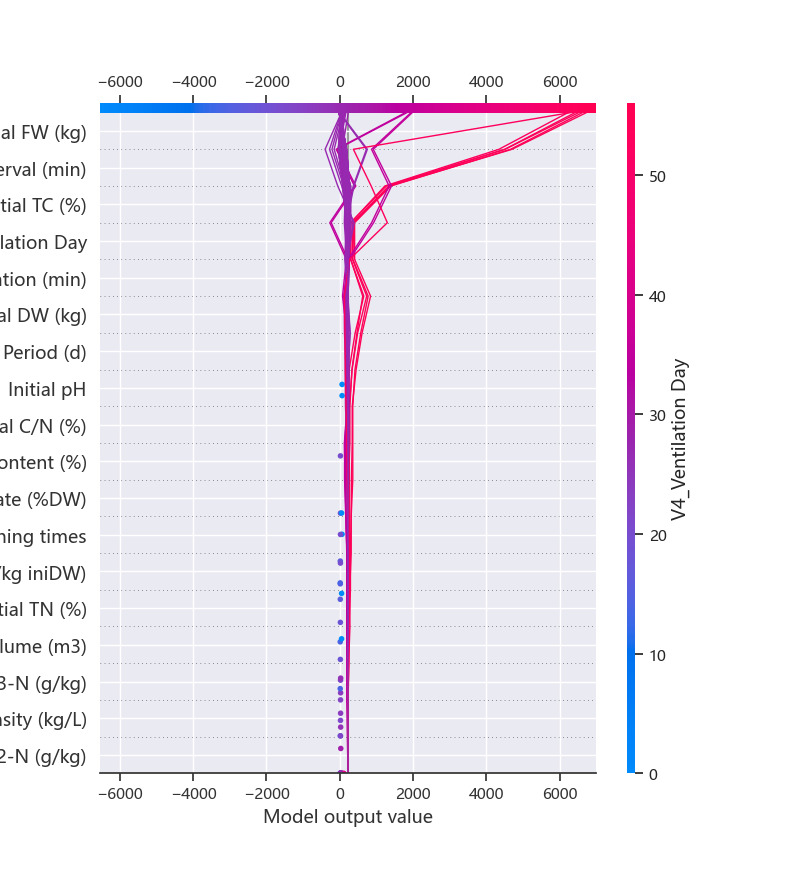 −6000 −4000 −2000 0 2000 4000 6000
al FW (kg)
erval (min)
tial TC (%)
lation Day
tion (min)
al DW (kg)
Period (d)
Initial pH
al C/N (%)
ontent (%)
ate (%DW)
ning times
/kg iniDW)
tial TN (%)
lume (m3)
3-N (g/kg)
nsity (kg/L)
2-N (g/kg)
−6000 −4000 −2000 0 2000 4000 6000
Model output value
50
40
30
20
10
0
V4_Ventilation Day